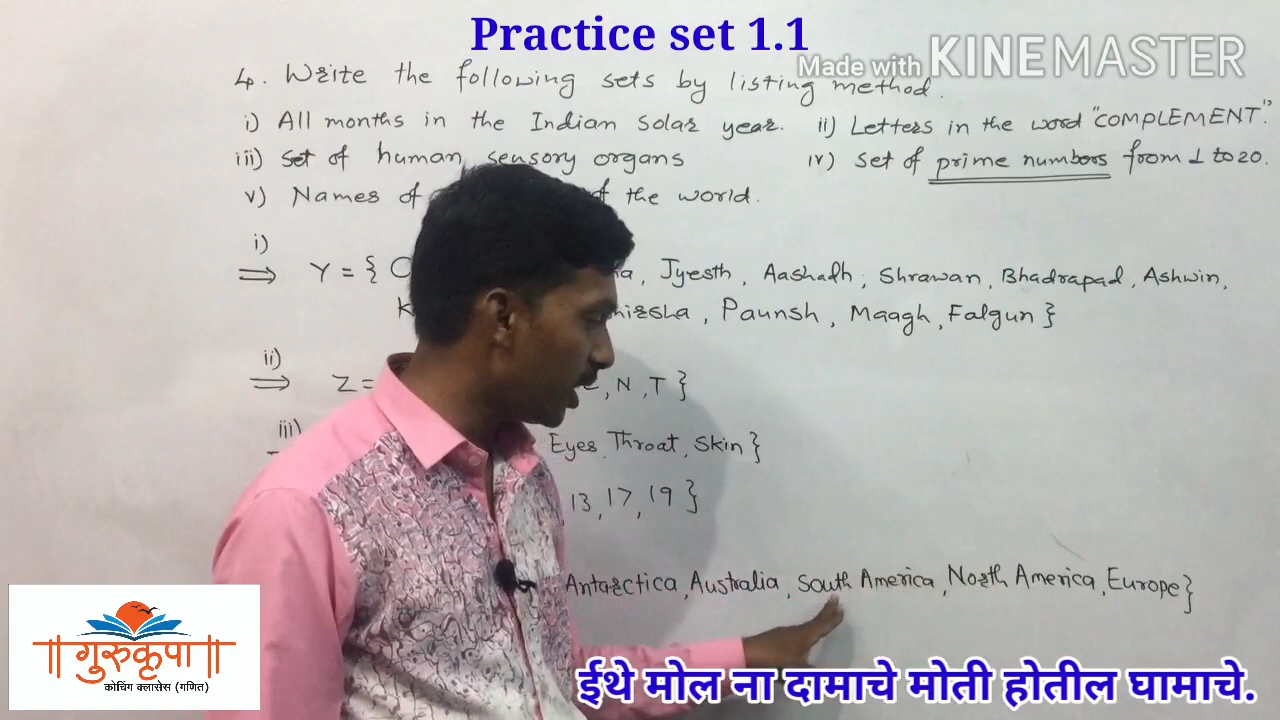 Practice set 1.1
Made with KINEMASTER
4. Write the following sets by listing method.
i) All months in the Indian solar year. ii) Letters in the word "COMPLEMENT".
iii) set of human sensory organs iv) set of prime numbers from 1 to 20.
v) Names of of the world.
i)
⇒ Y = { , Jyesth, Aashadh, Shrawan, Bhadrapad, Ashwin,
, Paunsh, Maagh, Falgun }
ii)
⇒ Z = , N, T }
iii)
Eyes, Throat, Skin }
, 13, 17, 19 }
Antarctica, Australia, South America, North America, Europe }
॥गुरुकृपा॥
कोचिंग क्लासेस (गणित)
ईथे मोल ना दामाचे मोती होतील घामाचे.